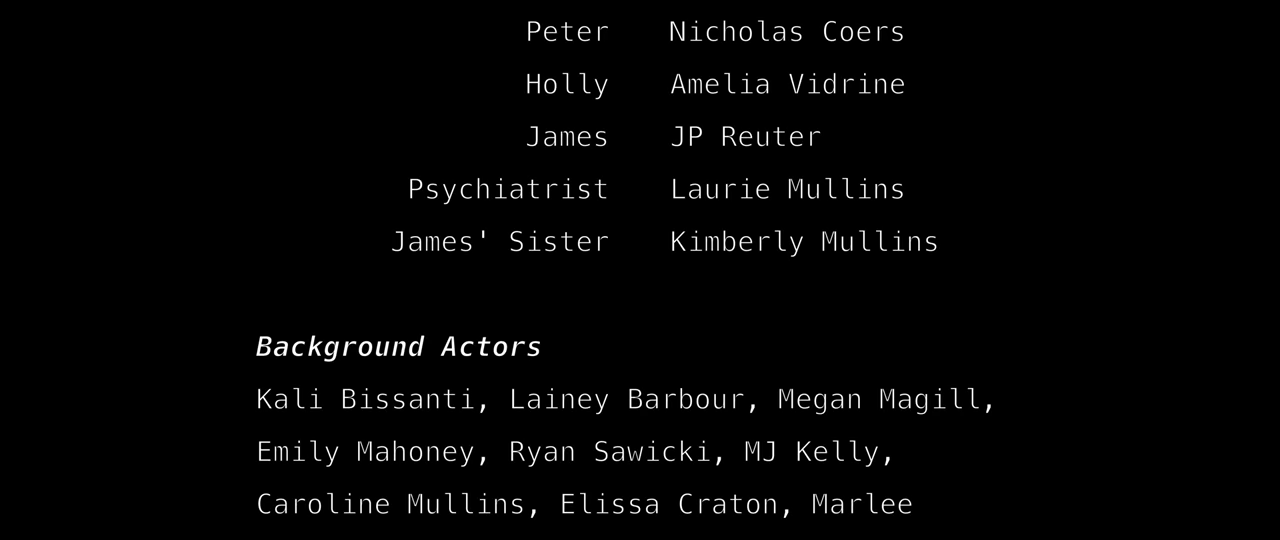 Peter Nicholas Coers
Holly Amelia Vidrine
James JP Reuter
Psychiatrist Laurie Mullins
James' Sister Kimberly Mullins
Background Actors
Kali Bissanti, Lainey Barbour, Megan Magill,
Emily Mahoney, Ryan Sawicki, MJ Kelly,
Caroline Mullins, Elissa Craton, Marlee